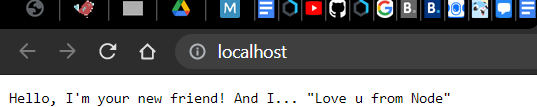 M B. B.
localhost
Hello, I'm your new friend! And I... "Love u from Node"